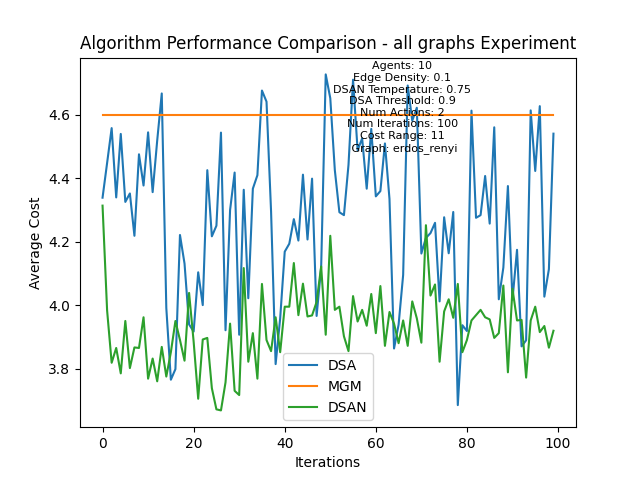 Algorithm Performance Comparison - all graphs Experiment
Agents: 10
Edge Density: 0.1
DSAN Temperature: 0.75
DSA Threshold: 0.9
Num Actions: 2
Num Iterations: 100
Cost Range: 11
Graph: erdos_renyi
4.6
4.4
4.2
4.0
3.8
Average Cost
DSA
MGM
DSAN
0
20
40
60
80
100
Iterations